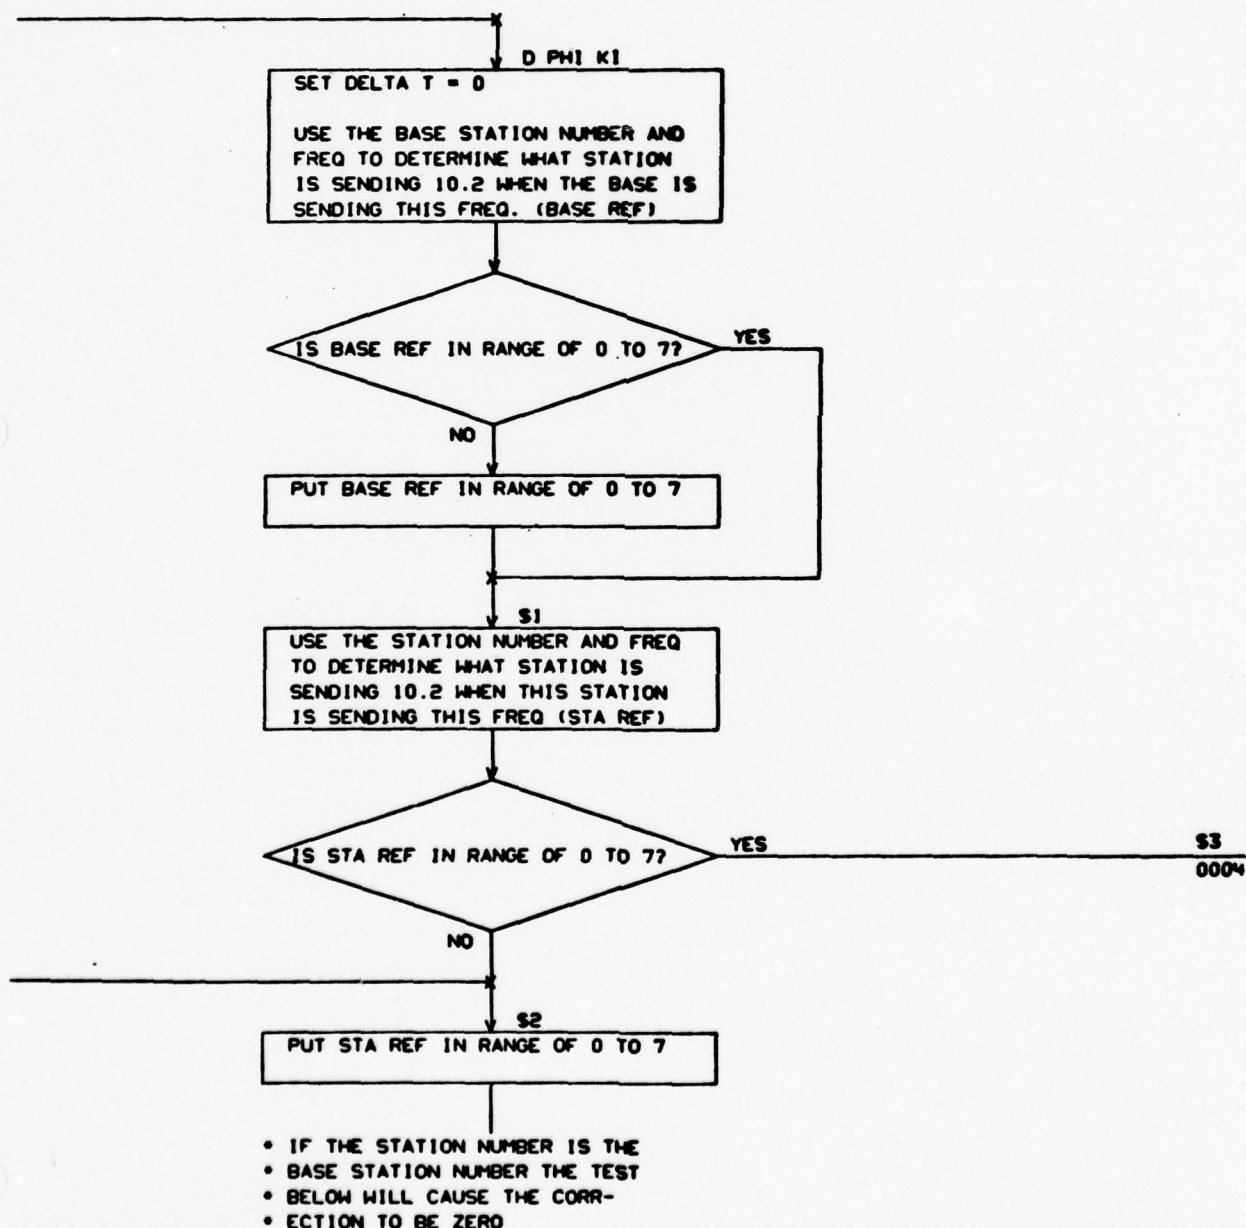 D PHI K1
SET DELTA T = 0
USE THE BASE STATION NUMBER AND
FREQ TO DETERMINE WHAT STATION
IS SENDING 10.2 WHEN THE BASE IS
SENDING THIS FREQ. (BASE REF)
IS BASE REF IN RANGE OF 0 TO 7?
YES
NO
PUT BASE REF IN RANGE OF 0 TO 7
$1
USE THE STATION NUMBER AND FREQ
TO DETERMINE WHAT STATION IS
SENDING 10.2 WHEN THIS STATION
IS SENDING THIS FREQ (STA REF)
IS STA REF IN RANGE OF 0 TO 7?
YES
$3
0004
NO
$2
PUT STA REF IN RANGE OF 0 TO 7
* IF THE STATION NUMBER IS THE
* BASE STATION NUMBER THE TEST
* BELOW WILL CAUSE THE CORR-
* ECTION TO BE ZERO